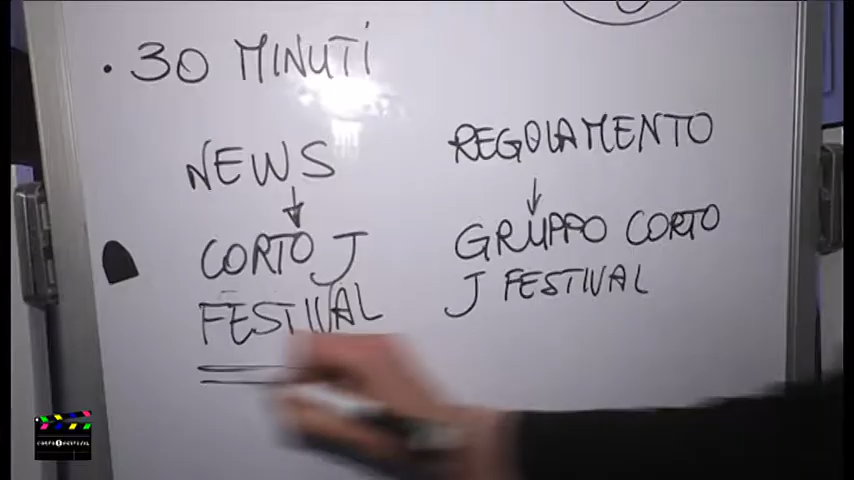 • 30 MINUTI
NEWS
↓
CORTO J
FESTIVAL
REGOLAMENTO
↓
GRUPPO CORTO
J FESTIVAL